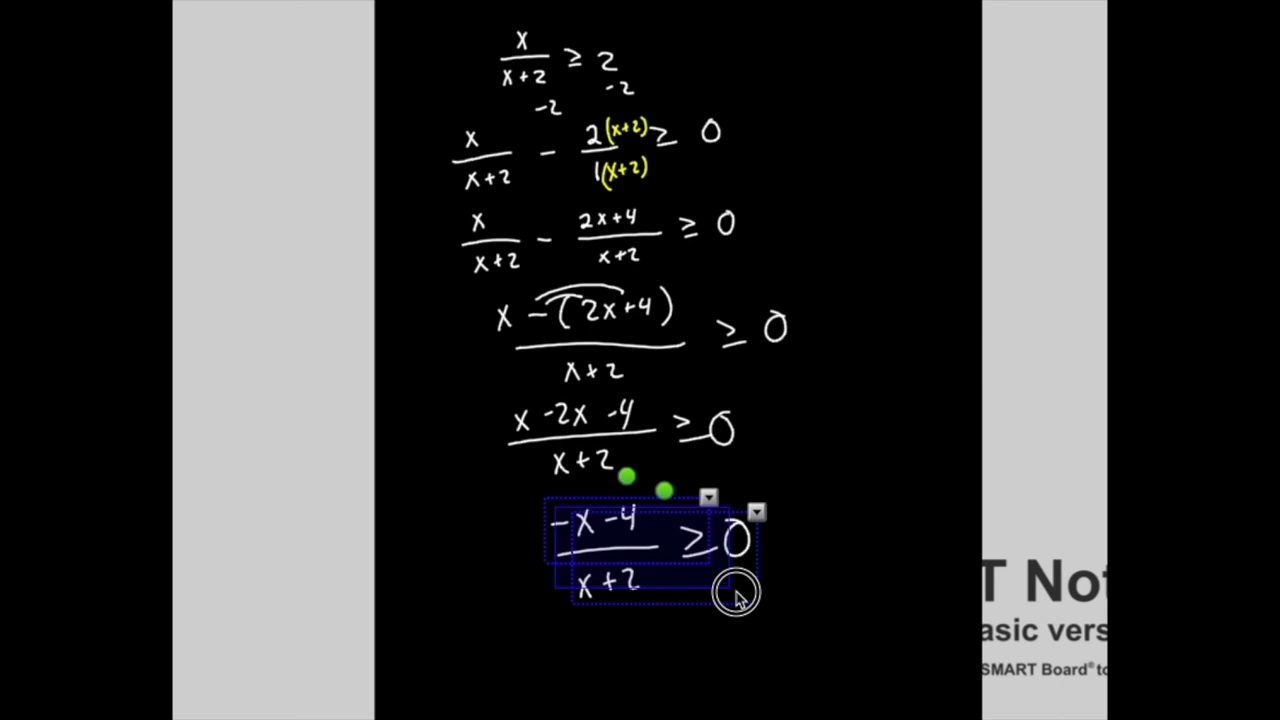 x/(x+2) ≥ 2
-2 -2
x/(x+2) - 2(x+2)/1(x+2) ≥ 0
x/(x+2) - (2x+4)/(x+2) ≥ 0
(x-(2x+4))/(x+2) ≥ 0
(x-2x-4)/(x+2) ≥ 0
(-x-4)/(x+2) ≥ 0
T Not
asic vers
SMART Board® to